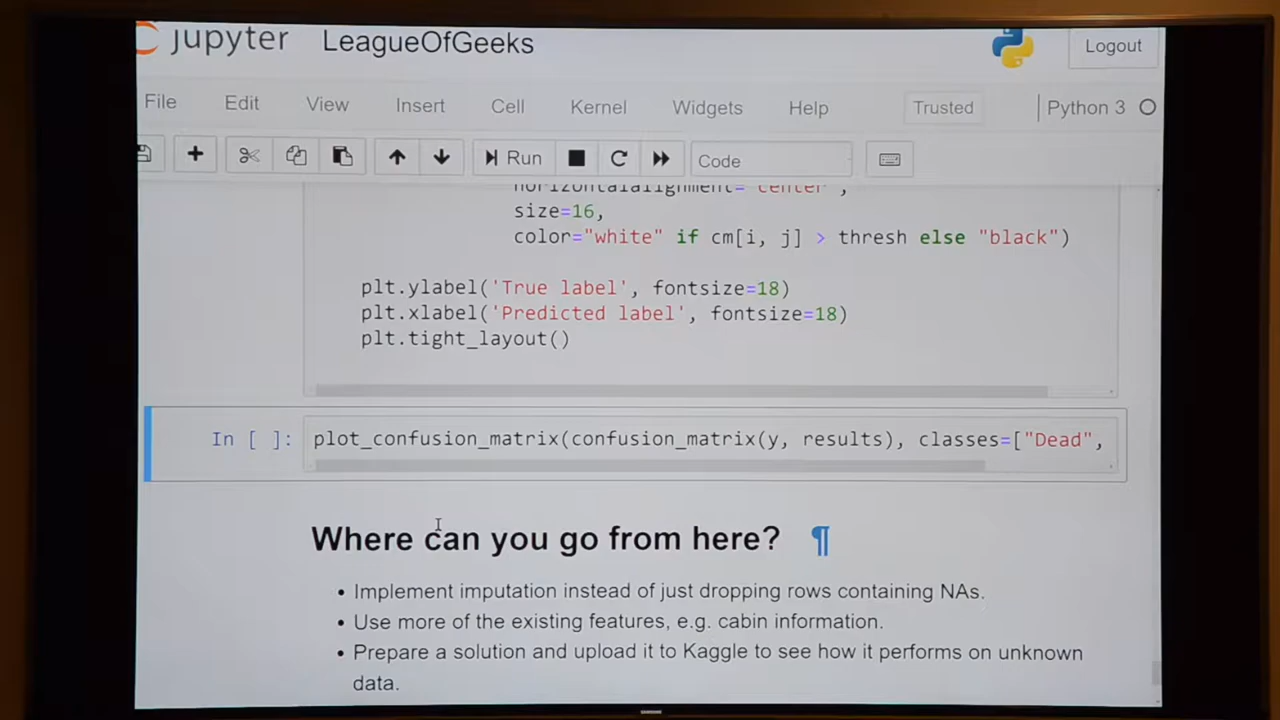 jupyter LeagueOfGeeks
Logout
File Edit View Insert Cell Kernel Widgets Help Trusted Python 3
Run Code
horizontalalignment="center",
size=16,
color="white" if cm[i, j] > thresh else "black")
plt.ylabel('True label', fontsize=18)
plt.xlabel('Predicted label', fontsize=18)
plt.tight_layout()
In [ ]: plot_confusion_matrix(confusion_matrix(y, results), classes=["Dead",
Where can you go from here? ¶
• Implement imputation instead of just dropping rows containing NAs.
• Use more of the existing features, e.g. cabin information.
• Prepare a solution and upload it to Kaggle to see how it performs on unknown
data.